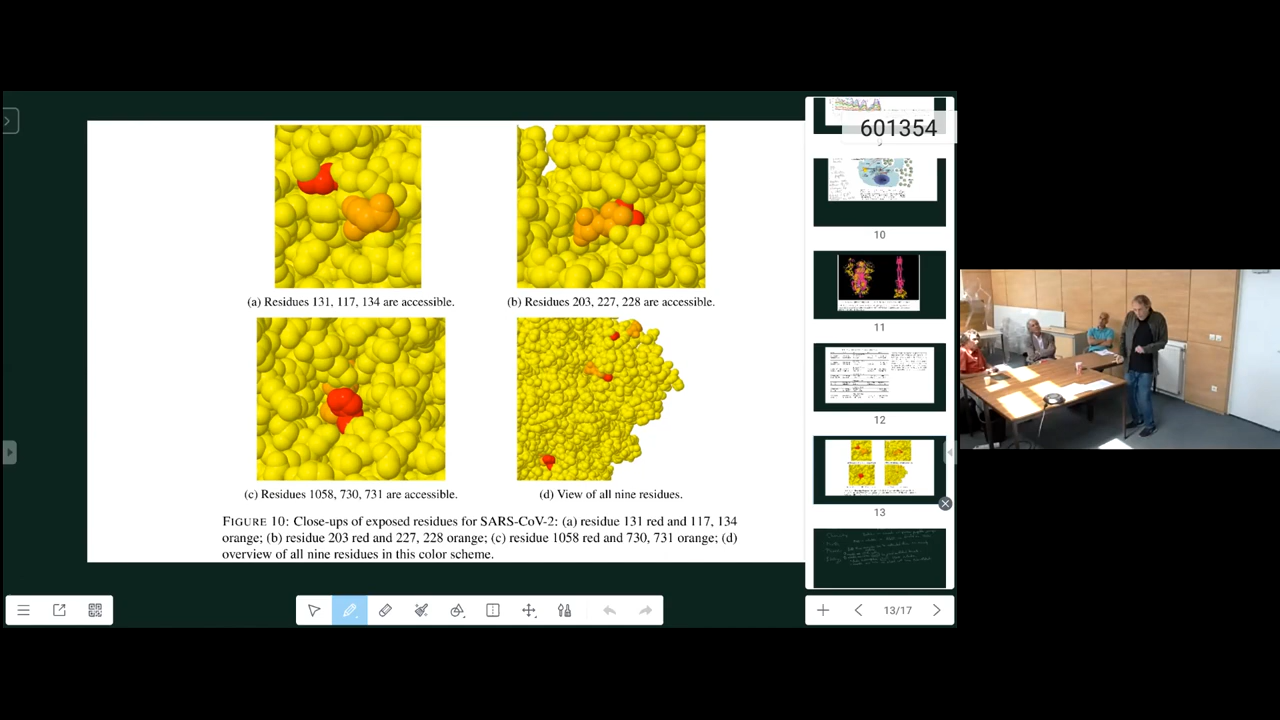 (a) Residues 131, 117, 134 are accessible.
(b) Residues 203, 227, 228 are accessible.
(c) Residues 1058, 730, 731 are accessible.
(d) View of all nine residues.
FIGURE 10: Close-ups of exposed residues for SARS-CoV-2: (a) residue 131 red and 117, 134
orange; (b) residue 203 red and 227, 228 orange; (c) residue 1058 red and 730, 731 orange; (d)
overview of all nine residues in this color scheme.
601354
10
11
12
13
13/17